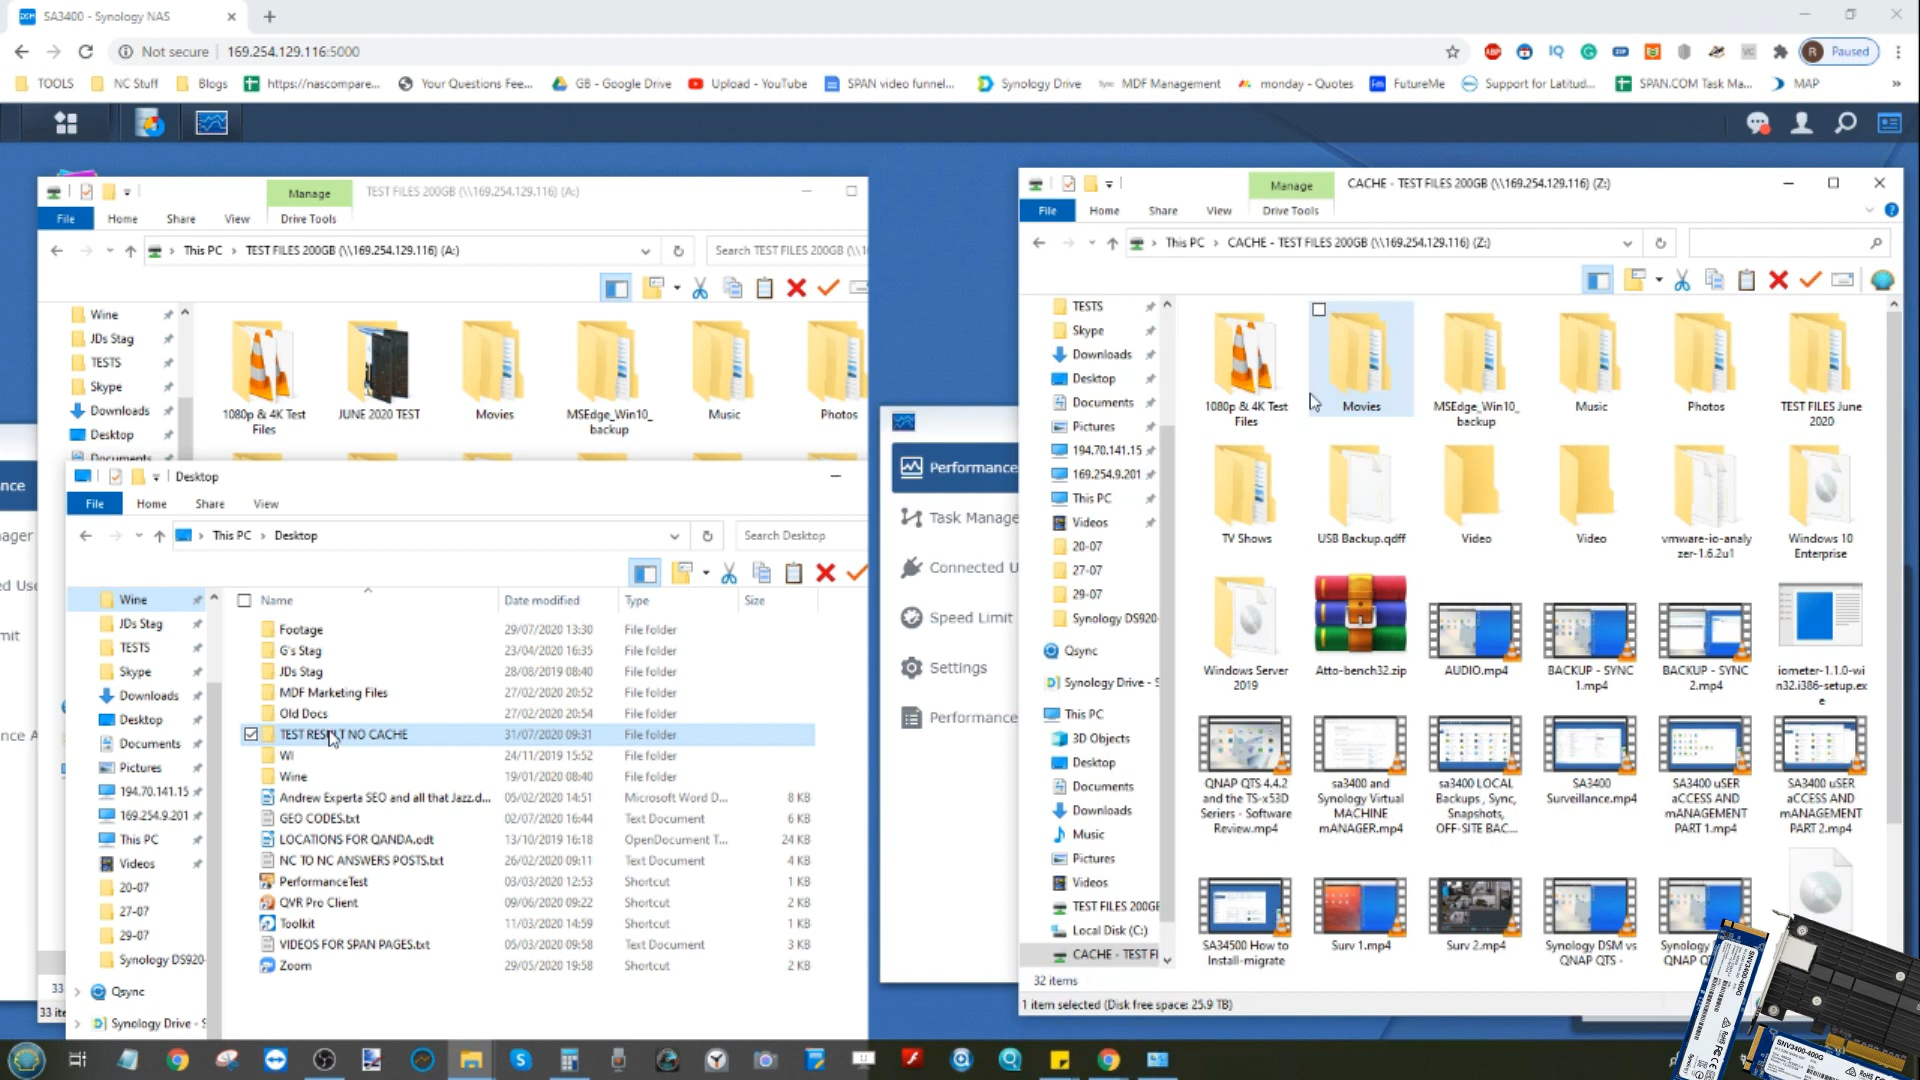 SA3400 - Synology NAS
Not secure
169.254.129.116:5000
Paused
TOOLS
NC Stuff
Blogs
https://nascompare...
Your Questions Fee...
GB - Google Drive
Upload - YouTube
SPAN video funnel...
Synology Drive
MDF Management
monday - Quotes
FutureMe
Support for Latitud...
SPAN.COM Task Ma...
MAP
Manage
TEST FILES 200GB (\\169.254.129.116) (A:)
File
Home
Share
View
Drive Tools
This PC
TEST FILES 200GB (\\169.254.129.116) (A:)
Search TEST FILES 200GB (\\1
Wine
JDs Stag
TESTS
Skype
Downloads
Desktop
Documents
1080p & 4K Test
Files
JUNE 2020 TEST
Movies
MSEdge_Win10_
backup
Music
Photos
Desktop
File
Home
Share
View
This PC
Desktop
Search Desktop
Wine
JDs Stag
TESTS
Skype
Downloads
Desktop
Documents
Pictures
194.70.141.15
169.254.9.201
This PC
Videos
20-07
27-07
29-07
Synology DS920-
Qsync
Synology Drive - S
Name
Date modified
Type
Size
Footage
29/07/2020 13:30
File folder
G's Stag
23/04/2020 16:35
File folder
JDs Stag
28/08/2019 08:40
File folder
MDF Marketing Files
27/02/2020 20:52
File folder
Old Docs
27/02/2020 20:54
File folder
TEST RESULT NO CACHE
31/07/2020 09:31
File folder
WI
24/11/2019 15:52
File folder
Wine
19/01/2020 08:40
File folder
Andrew Experta SEO and all that Jazz.d...
05/02/2020 14:51
Microsoft Word D...
8 KB
GEO CODES.txt
02/07/2020 16:44
Text Document
6 KB
LOCATIONS FOR QANDA.odt
13/10/2019 16:18
OpenDocument T...
24 KB
NC TO NC ANSWERS POSTS.txt
26/02/2020 09:11
Text Document
4 KB
PerformanceTest
03/03/2020 12:53
Shortcut
1 KB
QVR Pro Client
09/06/2020 09:22
Shortcut
2 KB
Toolkit
11/03/2020 14:59
Shortcut
1 KB
VIDEOS FOR SPAN PAGES.txt
05/03/2020 09:58
Text Document
3 KB
Zoom
29/05/2020 19:58
Shortcut
2 KB
33
33 ite
nce
ager
ed Use
mit
nce A
Performance
Task Manage
Connected U
Speed Limit
Settings
Performance
Manage
CACHE - TEST FILES 200GB (\\169.254.129.116) (Z:)
File
Home
Share
View
Drive Tools
This PC
CACHE - TEST FILES 200GB (\\169.254.129.116) (Z:)
TESTS
Skype
Downloads
Desktop
Documents
Pictures
194.70.141.15
169.254.9.201
This PC
Videos
20-07
27-07
29-07
Synology DS920-
Qsync
Synology Drive - S
This PC
3D Objects
Desktop
Documents
Downloads
Music
Pictures
Videos
TEST FILES 200GE
Local Disk (C:)
CACHE - TEST FI
1080p & 4K Test
Files
Movies
MSEdge_Win10_
backup
Music
Photos
TEST FILES June
2020
TV Shows
USB Backup.qdff
Video
Video
vmware-io-analy
zer-1.6.2u1
Windows 10
Enterprise
Windows Server
2019
Atto-bench32.zip
AUDIO.mp4
BACKUP - SYNC
1.mp4
BACKUP - SYNC
2.mp4
iometer-1.1.0-wi
n32.i386-setup.ex
e
QNAP QTS 4.4.2
and the TS-x53D
Seriers - Software
Review.mp4
sa3400 and
Synology Virtual
MACHINE
mANAGER.mp4
sa3400 LOCAL
Backups , Sync,
Snapshots,
OFF-SITE BAC...
SA3400
Surveillance.mp4
SA3400 uSER
aCCESS AND
mANAGEMENT
PART 1.mp4
SA3400 uSER
aCCESS AND
mANAGEMENT
PART 2.mp4
SA34500 How to
Install-migrate
Surv 1.mp4
Surv 2.mp4
Synology DSM vs
QNAP QTS -
Synology
QNAP Q
32 items
1 item selected (Disk free space: 25.9 TB)
SNV3400-400G
SNV3400-400G